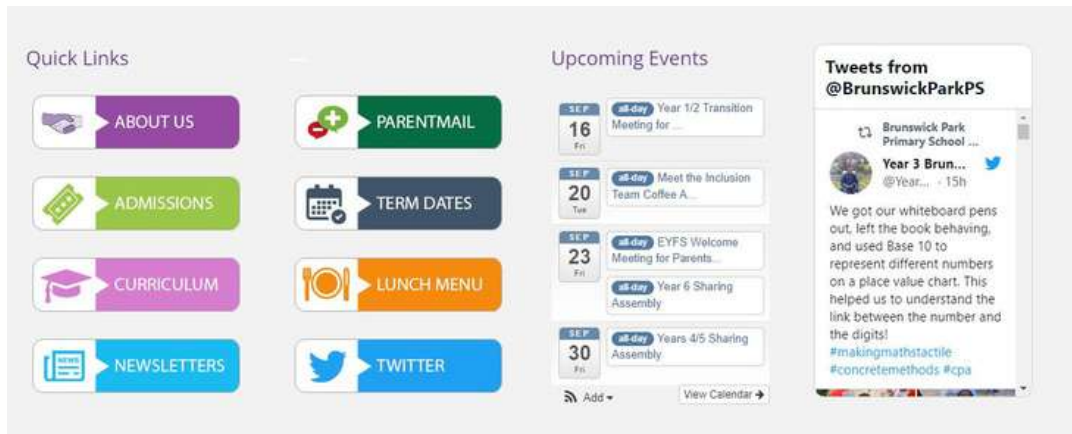 Quick Links
ABOUT US
PARENTMAIL
ADMISSIONS
TERM DATES
CURRICULUM
LUNCH MENU
NEWS
NEWSLETTERS
TWITTER
Upcoming Events
SEP
16
Fri
all-day Year 1/2 Transition
Meeting for ...
SEP
20
Tue
all-day Meet the Inclusion
Team Coffee A...
SEP
23
Fri
all-day EYFS Welcome
Meeting for Parents...
all-day Year 6 Sharing
Assembly
SEP
30
Fri
all-day Years 4/5 Sharing
Assembly
Add
View Calendar
Tweets from
@BrunswickParkPS
Brunswick Park
Primary School ...
Year 3 Brun...
@Year... · 15h
We got our whiteboard pens
out, left the book behaving,
and used Base 10 to
represent different numbers
on a place value chart. This
helped us to understand the
link between the number and
the digits!
#makingmathstactile
#concretemethods #cpa